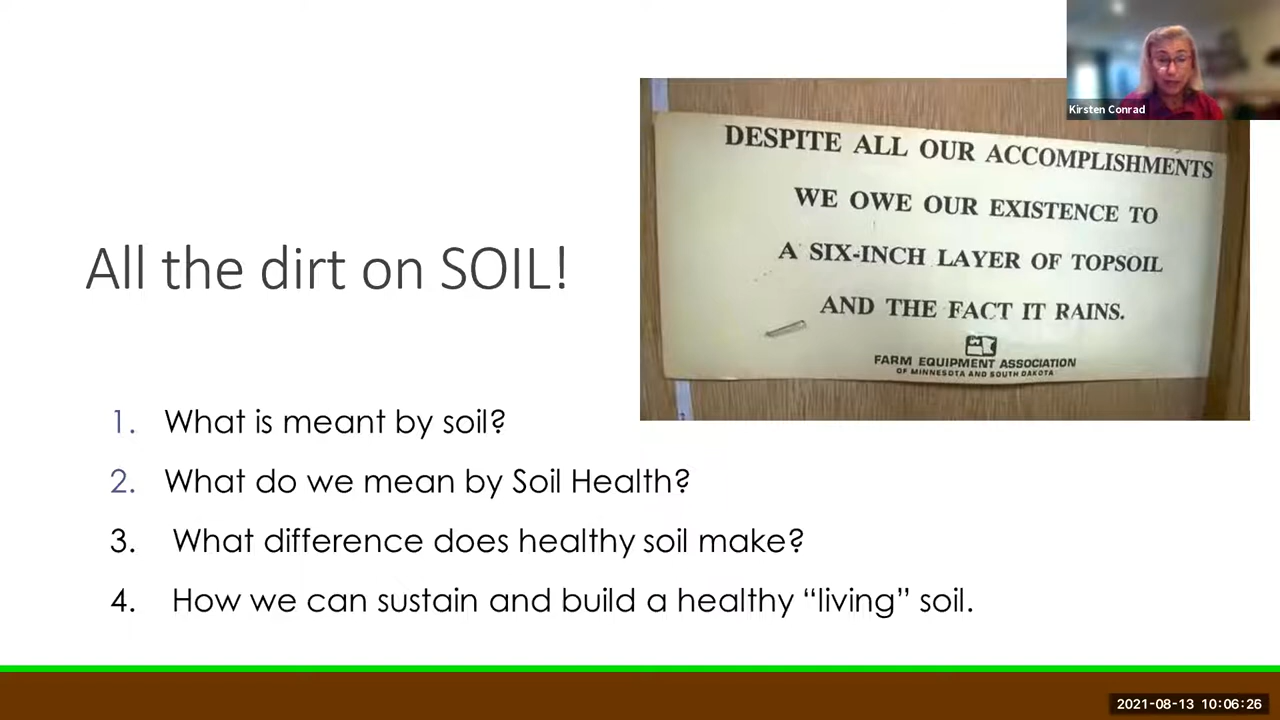 Kirsten Conrad
DESPITE ALL OUR ACCOMPLISHMENTS
WE OWE OUR EXISTENCE TO
A SIX-INCH LAYER OF TOPSOIL
AND THE FACT IT RAINS.
FARM EQUIPMENT ASSOCIATION
OF MINNESOTA AND SOUTH DAKOTA
All the dirt on SOIL!
1. What is meant by soil?
2. What do we mean by Soil Health?
3. What difference does healthy soil make?
4. How we can sustain and build a healthy “living” soil.
2021-08-13 10:06:26